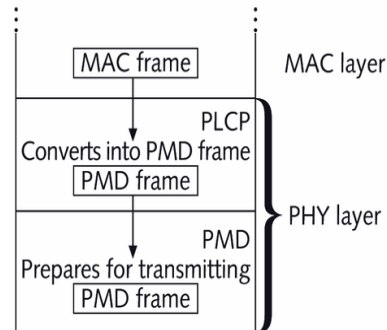 MAC frame
MAC layer
PLCP
Converts into PMD frame
PMD frame
PHY layer
PMD
Prepares for transmitting
PMD frame